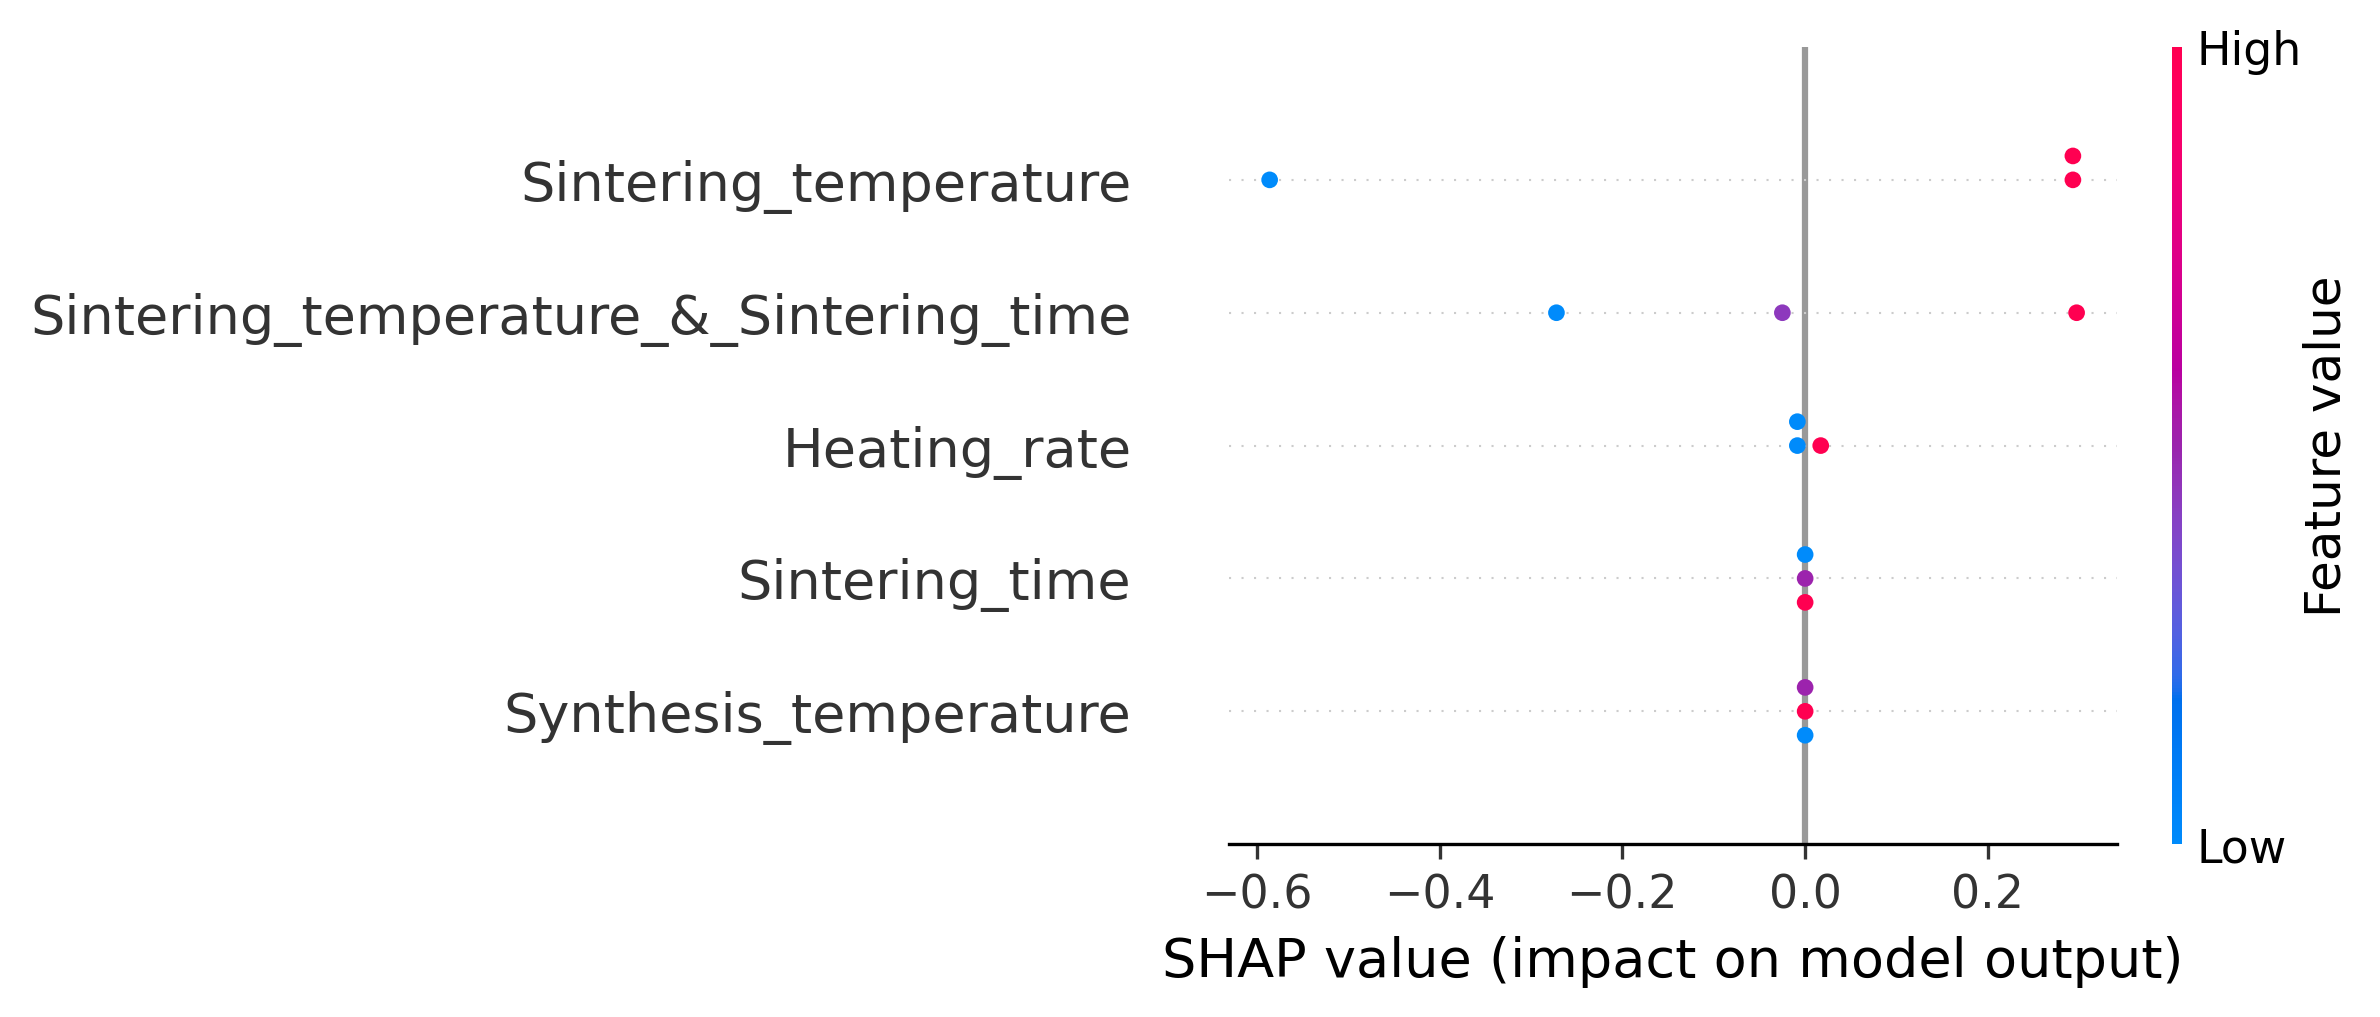 High
Sintering_temperature
Sintering_temperature_&_Sintering_time
Heating_rate
Sintering_time
Synthesis_temperature
Feature value
Low
−0.6 −0.4 −0.2 0.0 0.2
SHAP value (impact on model output)